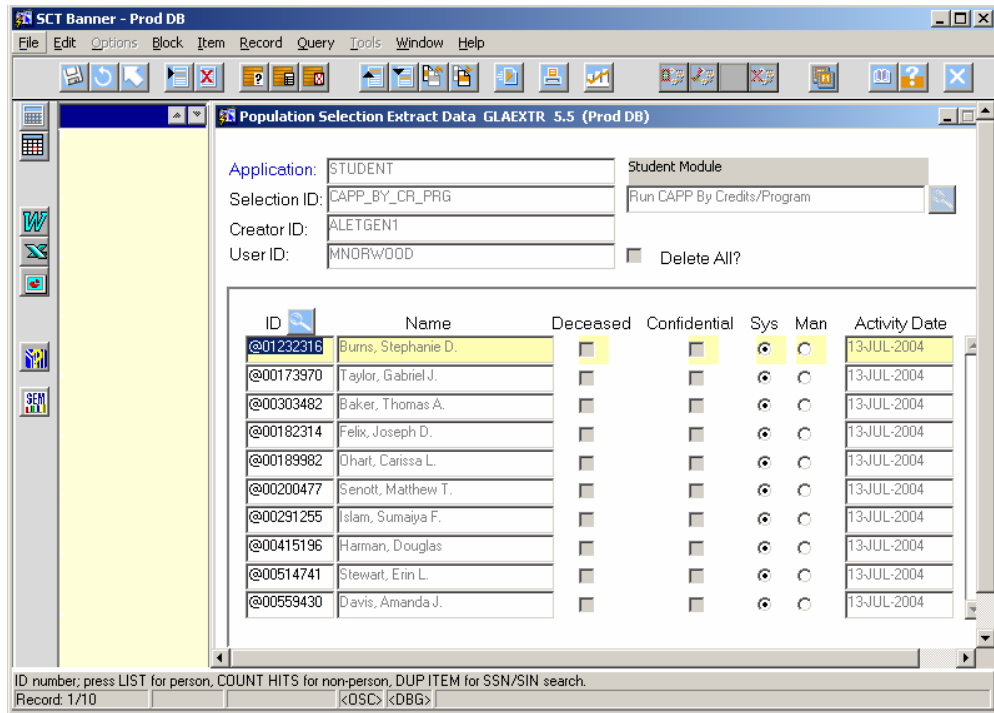 SCT Banner - Prod DB
File Edit Options Block Item Record Query Tools Window Help
Population Selection Extract Data GLAEXTR 5.5 (Prod DB)
Application: STUDENT Student Module
Selection ID: CAPP_BY_CR_PRG Run CAPP By Credits/Program
Creator ID: ALETGEN1
User ID: MNORWOOD Delete All?
ID Name Deceased Confidential Sys Man Activity Date
@01232316 Burns, Stephanie D. 13-JUL-2004
@00173970 Taylor, Gabriel J. 13-JUL-2004
@00303482 Baker, Thomas A. 13-JUL-2004
@00182314 Felix, Joseph D. 13-JUL-2004
@00189982 Ohart, Carissa L. 13-JUL-2004
@00200477 Senott, Matthew T. 13-JUL-2004
@00291255 Islam, Sumaiya F. 13-JUL-2004
@00415196 Harman, Douglas 13-JUL-2004
@00514741 Stewart, Erin L. 13-JUL-2004
@00559430 Davis, Amanda J. 13-JUL-2004
W
X
SEM
ID number; press LIST for person, COUNT HITS for non-person, DUP ITEM for SSN/SIN search.
Record: 1/10 <OSC> <DBG>